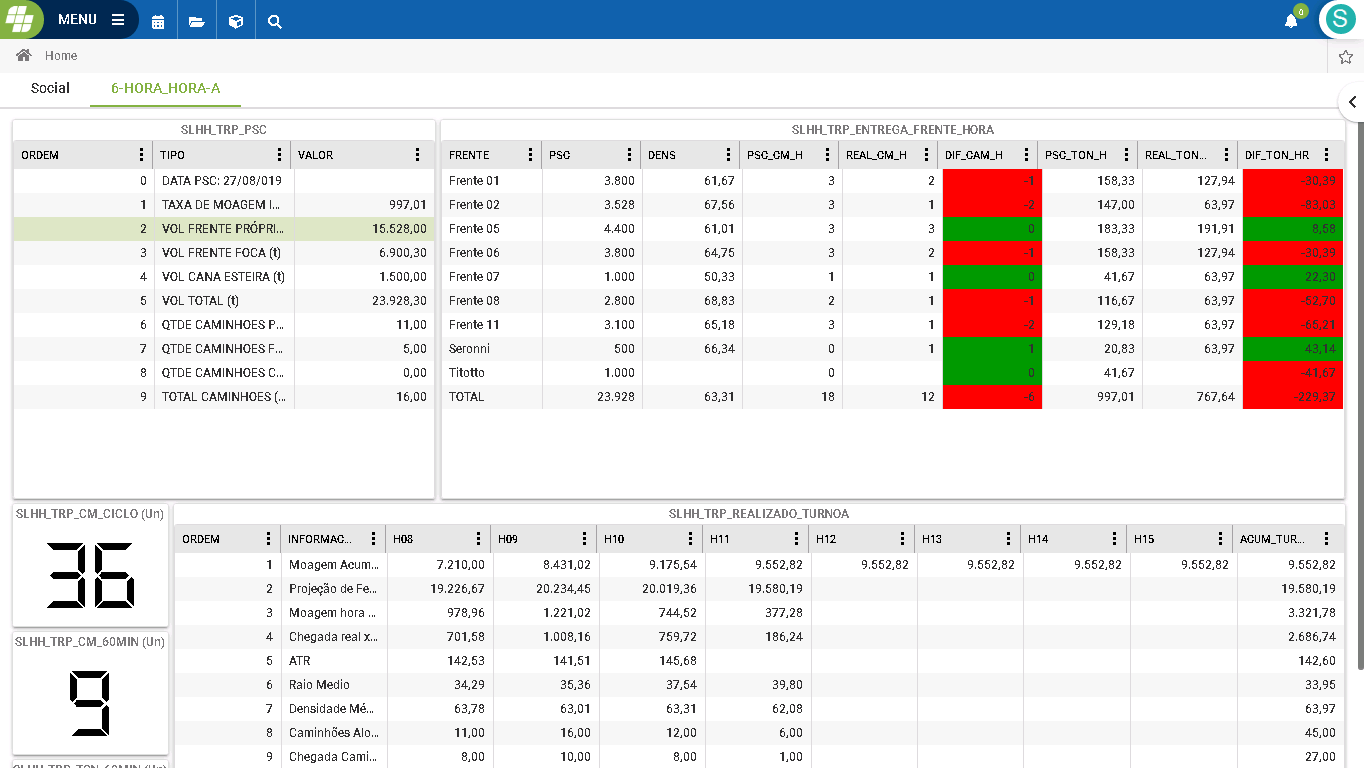 MENU
0
S
Home
Social 6-HORA_HORA-A
SLHH_TRP_PSC
ORDEM TIPO VALOR
0 DATA PSC: 27/08/019
1 TAXA DE MOAGEM I... 997,01
2 VOL FRENTE PRÓPRI... 15.528,00
3 VOL FRENTE FOCA (t) 6.900,30
4 VOL CANA ESTEIRA (t) 1.500,00
5 VOL TOTAL (t) 23.928,30
6 QTDE CAMINHOES P... 11,00
7 QTDE CAMINHOES F... 5,00
8 QTDE CAMINHOES C... 0,00
9 TOTAL CAMINHOES (... 16,00
SLHH_TRP_ENTREGA_FRENTE_HORA
FRENTE PSC DENS PSC_CM_H REAL_CM_H DIF_CAM_H PSC_TON_H REAL_TON... DIF_TON_HR
Frente 01 3.800 61,67 3 2 -1 158,33 127,94 -30,39
Frente 02 3.528 67,56 3 1 -2 147,00 63,97 -83,03
Frente 05 4.400 61,01 3 3 0 183,33 191,91 8,58
Frente 06 3.800 64,75 3 2 -1 158,33 127,94 -30,39
Frente 07 1.000 50,33 1 1 0 41,67 63,97 22,30
Frente 08 2.800 68,83 2 1 -1 116,67 63,97 -52,70
Frente 11 3.100 65,18 3 1 -2 129,18 63,97 -65,21
Seronni 500 66,34 0 1 1 20,83 63,97 43,14
Titotto 1.000 0 0 41,67 -41,67
TOTAL 23.928 63,31 18 12 -6 997,01 767,64 -229,37
SLHH_TRP_CM_CICLO (Un)
36
SLHH_TRP_CM_60MIN (Un)
9
SLHH_TRP_TON_60MIN (Un)
SLHH_TRP_REALIZADO_TURNOA
ORDEM INFORMAC... H08 H09 H10 H11 H12 H13 H14 H15 ACUM_TUR...
1 Moagem Acum... 7.210,00 8.431,02 9.175,54 9.552,82 9.552,82 9.552,82 9.552,82 9.552,82 9.552,82
2 Projeção de Fe... 19.226,67 20.234,45 20.019,36 19.580,19 19.580,19
3 Moagem hora ... 978,96 1.221,02 744,52 377,28 3.321,78
4 Chegada real x... 701,58 1.008,16 759,72 186,24 2.686,74
5 ATR 142,53 141,51 145,68 142,60
6 Raio Medio 34,29 35,36 37,54 39,80 33,95
7 Densidade Mé... 63,78 63,01 63,31 62,08 63,97
8 Caminhões Alo... 11,00 16,00 12,00 6,00 45,00
9 Chegada Cami... 8,00 10,00 8,00 1,00 27,00